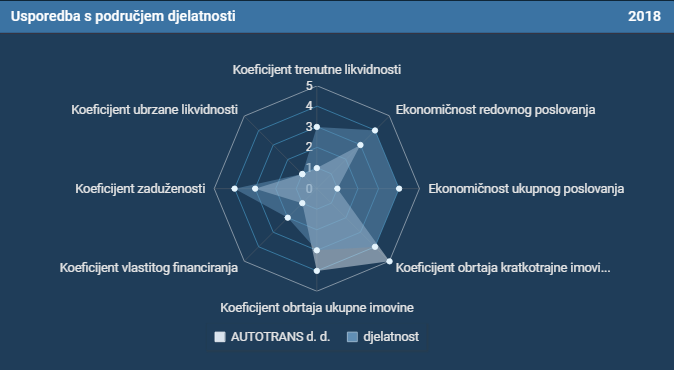 Usporedba s područjem djelatnosti
2018
Koeficijent trenutne likvidnosti
5
Koeficijent ubrzane likvidnosti
4
Ekonomičnost redovnog poslovanja
3
2
1
Koeficijent zaduženosti
0
Ekonomičnost ukupnog poslovanja
Koeficijent vlastitog financiranja
Koeficijent obrtaja kratkotrajne imovi...
Koeficijent obrtaja ukupne imovine
AUTOTRANS d. d.
djelatnost